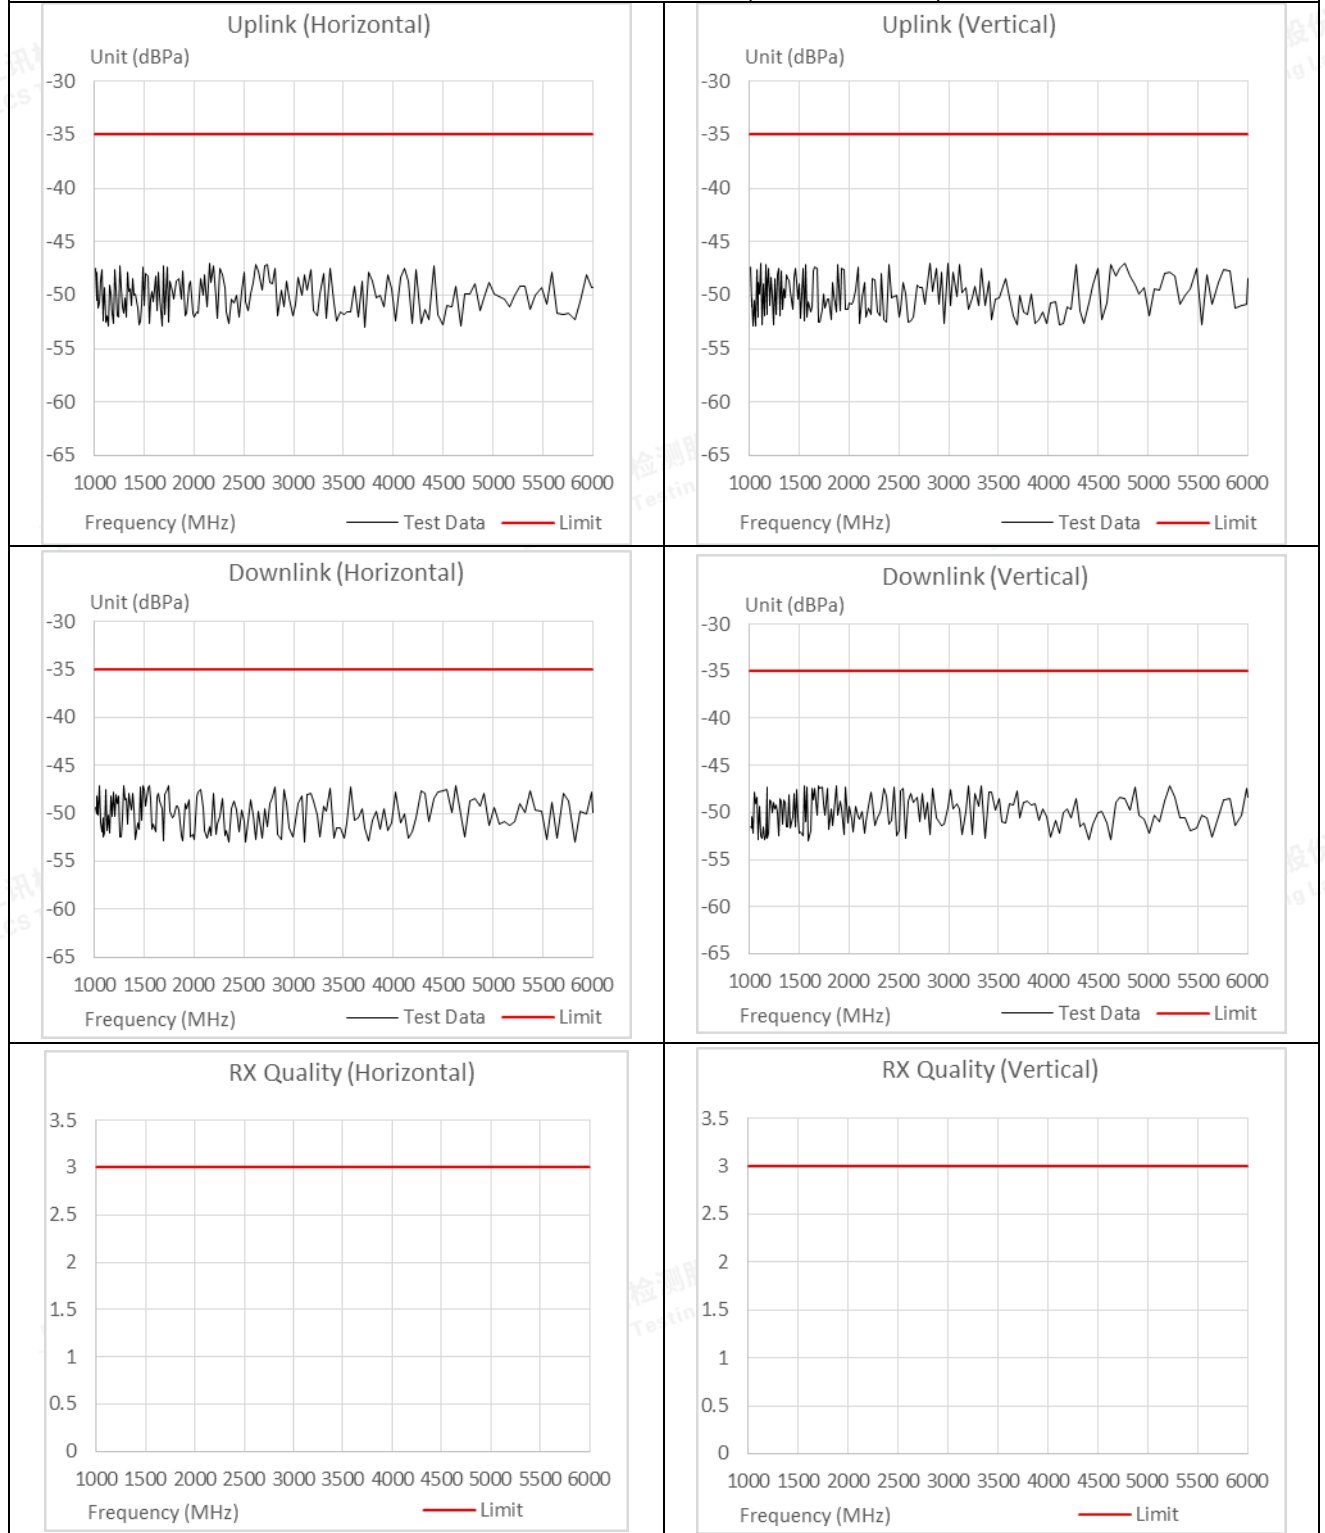 Uplink (Horizontal)
Unit (dBPa)
-30
-35
-40
-45
-50
-55
-60
-65
1000 1500 2000 2500 3000 3500 4000 4500 5000 5500 6000
Frequency (MHz) Test Data Limit
Uplink (Vertical)
Unit (dBPa)
-30
-35
-40
-45
-50
-55
-60
-65
1000 1500 2000 2500 3000 3500 4000 4500 5000 5500 6000
Frequency (MHz) Test Data Limit
Downlink (Horizontal)
Unit (dBPa)
-30
-35
-40
-45
-50
-55
-60
-65
1000 1500 2000 2500 3000 3500 4000 4500 5000 5500 6000
Frequency (MHz) Test Data Limit
Downlink (Vertical)
Unit (dBPa)
-30
-35
-40
-45
-50
-55
-60
-65
1000 1500 2000 2500 3000 3500 4000 4500 5000 5500 6000
Frequency (MHz) Test Data Limit
RX Quality (Horizontal)
3.5
3
2.5
2
1.5
1
0.5
0
1000 1500 2000 2500 3000 3500 4000 4500 5000 5500 6000
Frequency (MHz) Limit
RX Quality (Vertical)
3.5
3
2.5
2
1.5
1
0.5
0
1000 1500 2000 2500 3000 3500 4000 4500 5000 5500 6000
Frequency (MHz) Limit